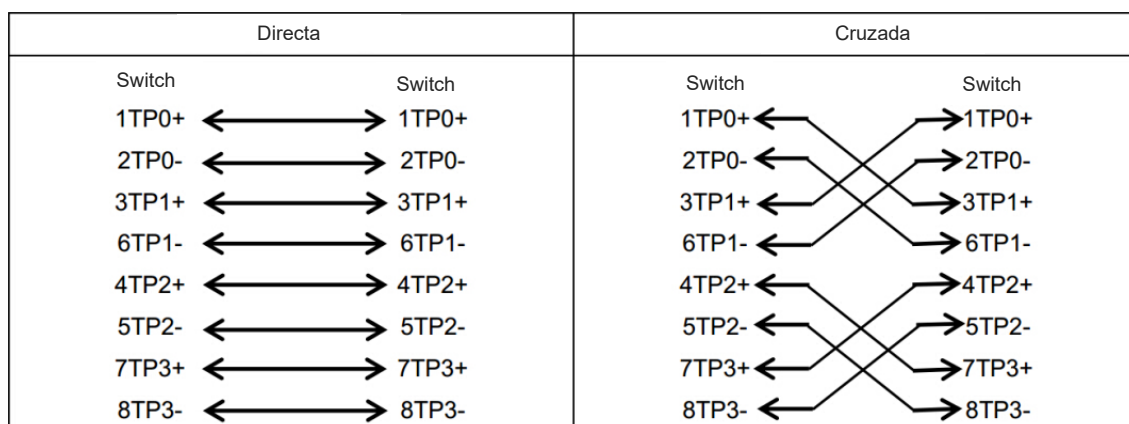 Directa Cruzada
Switch Switch Switch Switch
1TP0+ 1TP0+ 1TP0+ 1TP0+
2TP0- 2TP0- 2TP0- 2TP0-
3TP1+ 3TP1+ 3TP1+ 3TP1+
6TP1- 6TP1- 6TP1- 6TP1-
4TP2+ 4TP2+ 4TP2+ 4TP2+
5TP2- 5TP2- 5TP2- 5TP2-
7TP3+ 7TP3+ 7TP3+ 7TP3+
8TP3- 8TP3- 8TP3- 8TP3-